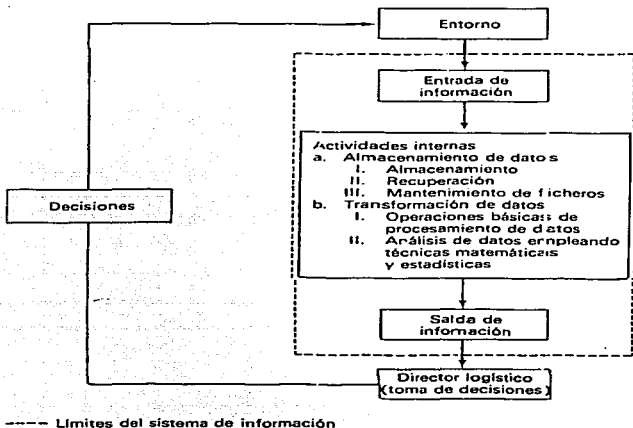 Entorno
Entrada de
información
Actividades internas
a. Almacenamiento de datos
I. Almacenamiento
II. Recuperación
III. Mantenimiento de ficheros
b. Transformación de datos
I. Operaciones básicas de
procesamiento de datos
II. Análisis de datos empleando
técnicas matemáticas
y estadísticas
Decisiones
Salda de
información
Director logístico
(toma de decisiones)
---- Límites del sistema de información